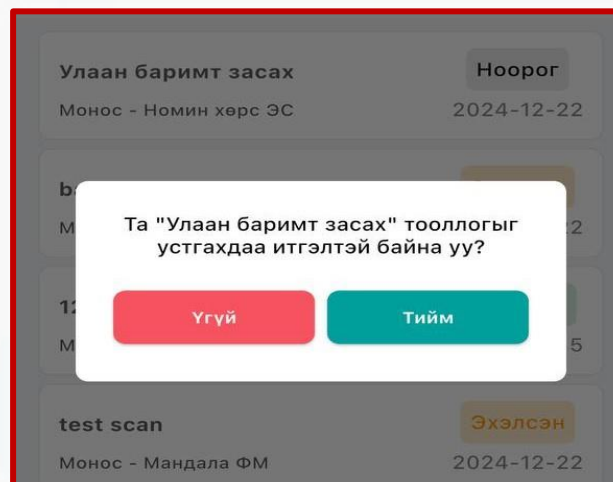 Улаан баримт засах
Ноорог
Монос - Номин хөрс ЭС
2024-12-22
Та "Улаан баримт засах" тооллогыг
устгахдаа итгэлтэй байна уу?
Үгүй
Тийм
test scan
Эхэлсэн
Монос - Мандала ФМ
2024-12-22